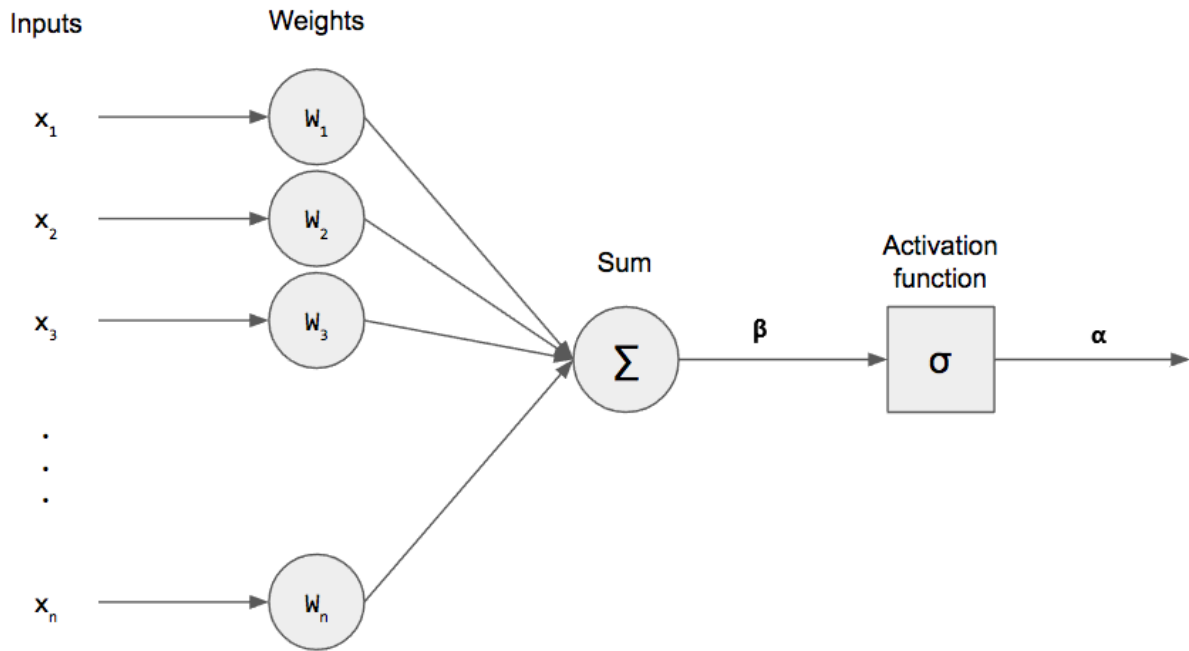 Inputs
Weights
x₁
W₁
x₂
W₂
x₃
W₃
.
.
.
xₙ
Wₙ
Sum
Σ
β
Activation
function
σ
α